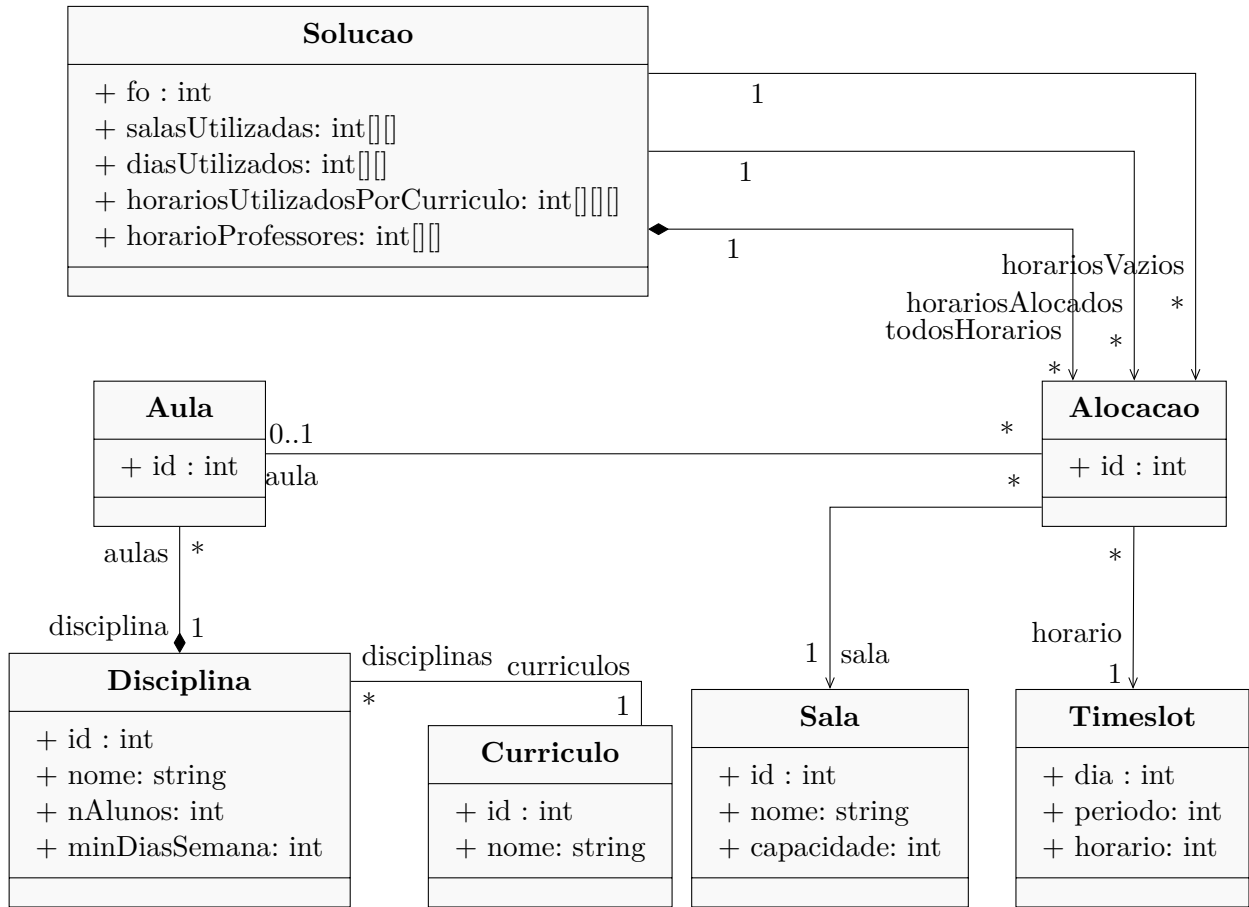 Solucao
+ fo : int
+ salasUtilizadas: int[][]
+ diasUtilizados: int[][]
+ horariosUtilizadosPorCurriculo: int[][][]
+ horarioProfessores: int[][]
1
1
1
horariosVazios
*
horariosAlocados
*
todosHorarios
*
Aula
+ id : int
0..1
aula
*
Alocacao
+ id : int
*
*
aulas
*
disciplina
1
horario
1
1
sala
Disciplina
+ id : int
+ nome: string
+ nAlunos: int
+ minDiasSemana: int
disciplinas
*
curriculos
1
Curriculo
+ id : int
+ nome: string
Sala
+ id : int
+ nome: string
+ capacidade: int
Timeslot
+ dia : int
+ periodo: int
+ horario: int